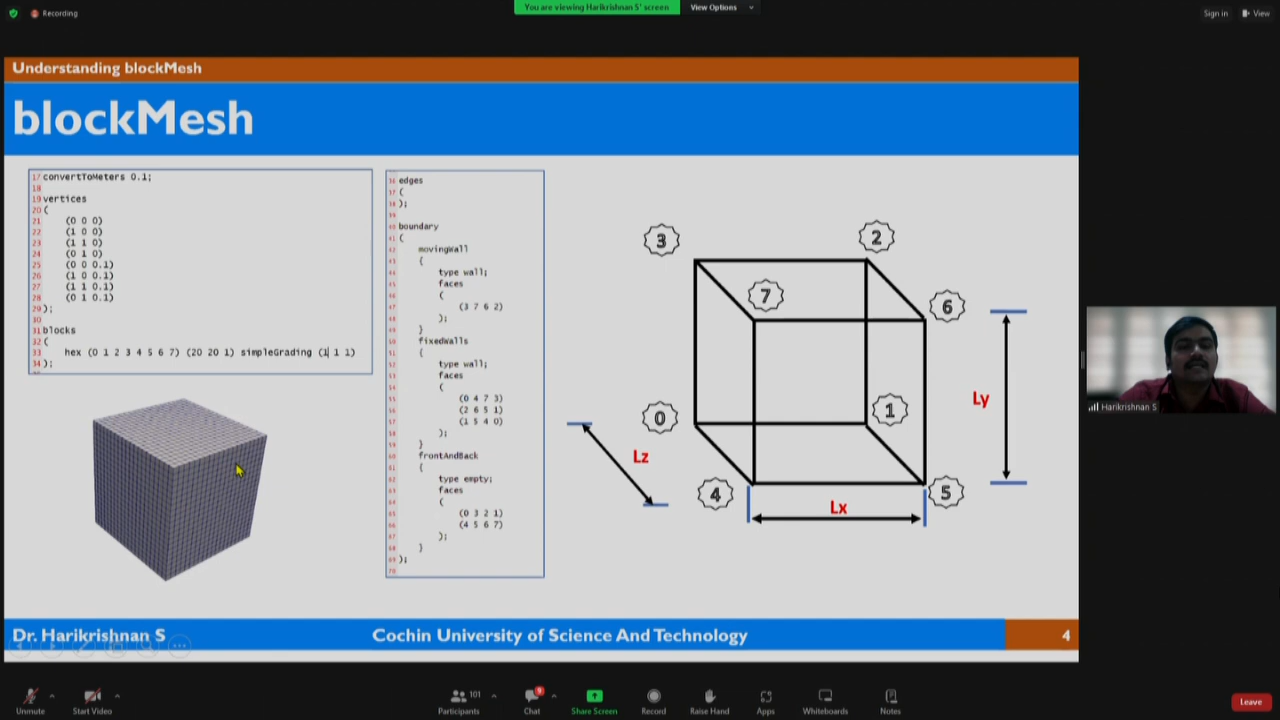 Recording
You are viewing Harikrishnan S' screen
View Options
Sign in
View
Understanding blockMesh
blockMesh
17 convertToMeters 0.1;
18
19 vertices
20 (
21 (0 0 0)
22 (1 0 0)
23 (1 1 0)
24 (0 1 0)
25 (0 0 0.1)
26 (1 0 0.1)
27 (1 1 0.1)
28 (0 1 0.1)
29 );
30
31 blocks
32 (
33 hex (0 1 2 3 4 5 6 7) (20 20 1) simpleGrading (1 1 1)
34 );
36 edges
37 (
38 );
39
40 boundary
41 (
42 movingWall
43 {
44 type wall;
45 faces
46 (
47 (3 7 6 2)
48 );
49 }
50 fixedWalls
51 {
52 type wall;
53 faces
54 (
55 (0 4 7 3)
56 (2 6 5 1)
57 (1 5 4 0)
58 );
59 }
60 frontAndBack
61 {
62 type empty;
63 faces
64 (
65 (0 3 2 1)
66 (4 5 6 7)
67 );
68 }
69 );
70
3
2
7
6
0
1
4
5
Lz
Lx
Ly
Harikrishnan S
Dr. Harikrishnan S
Cochin University of Science And Technology
4
Unmute
Start Video
Participants
101
Chat
9
Share Screen
Record
Raise Hand
Apps
Whiteboards
Notes
Leave